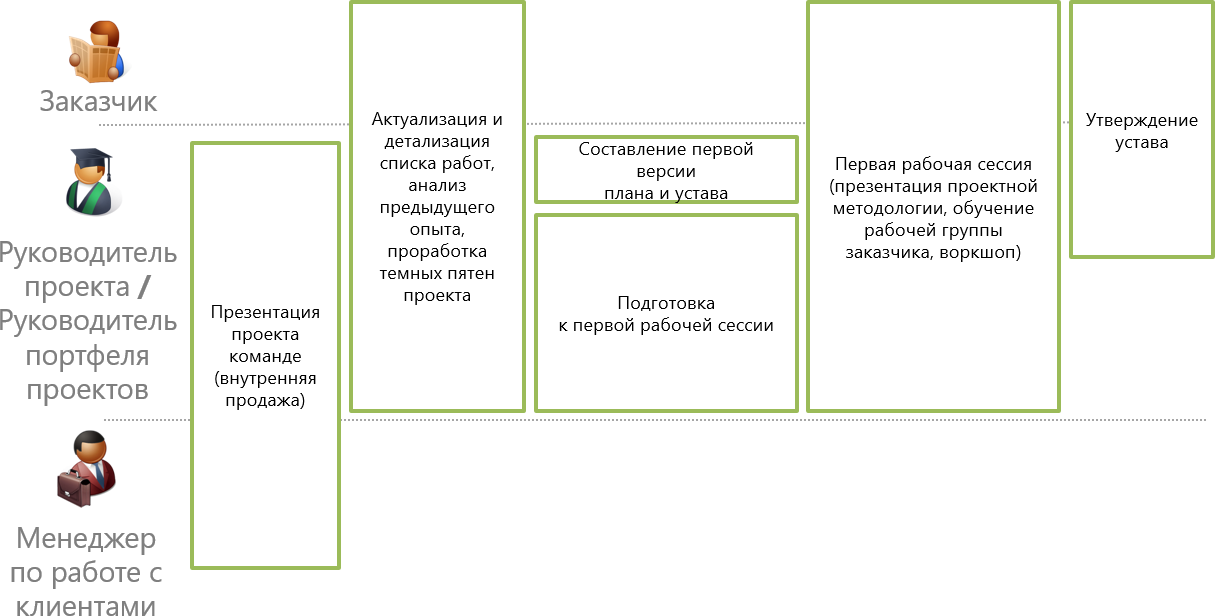 Заказчик
Руководитель
проекта /
Руководитель
портфеля
проектов
Менеджер
по работе с
клиентами
Презентация
проекта
команде
(внутренняя
продажа)
Актуализация и
детализация
списка работ,
анализ
предыдущего
опыта,
проработка
темных пятен
проекта
Составление первой
версии
плана и устава
Подготовка
к первой рабочей сессии
Первая рабочая сессия
(презентация проектной
методологии, обучение
рабочей группы
заказчика, воркшоп)
Утверждение
устава